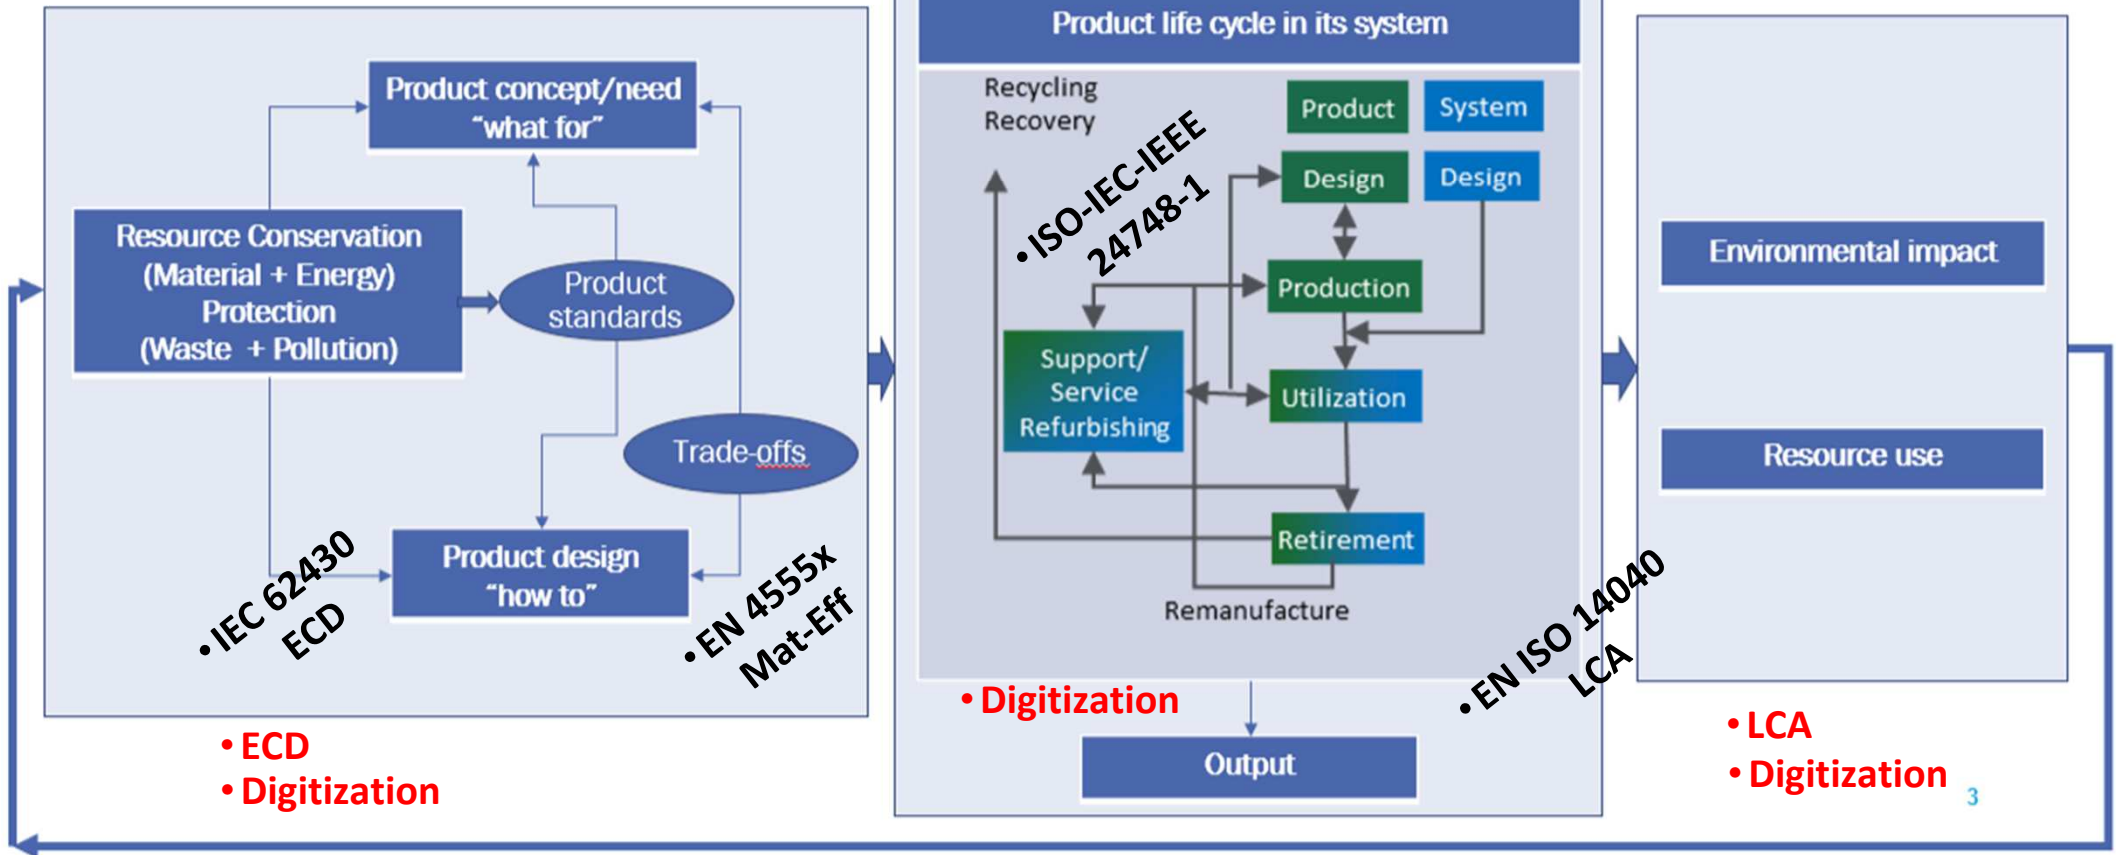 Product concept/need
“what for”
Resource Conservation
(Material + Energy)
Protection
(Waste + Pollution)
Product
standards
Trade-offs
Product design
“how to”
• IEC 62430
ECD
• EN 4555x
Mat-Eff
• ECD
• Digitization
Product life cycle in its system
Recycling
Recovery
Product
System
• ISO-IEC-IEEE
24748-1
Design
Design
Production
Support/
Service
Refurbishing
Utilization
Retirement
Remanufacture
• Digitization
• EN ISO 14040
LCA
Output
Environmental impact
Resource use
• LCA
• Digitization
3